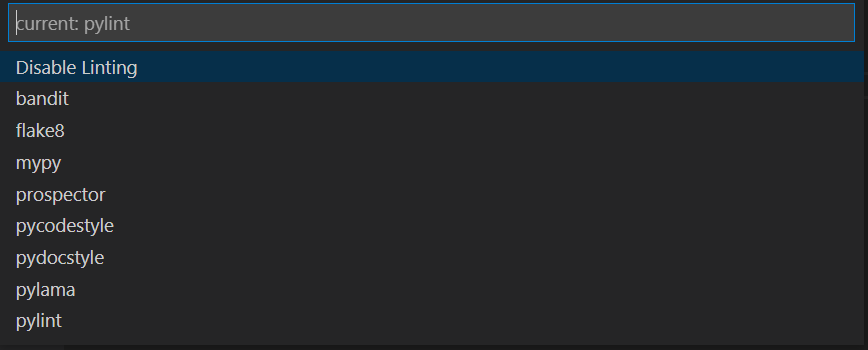 current: pylint
Disable Linting
bandit
flake8
mypy
prospector
pycodestyle
pydocstyle
pylama
pylint